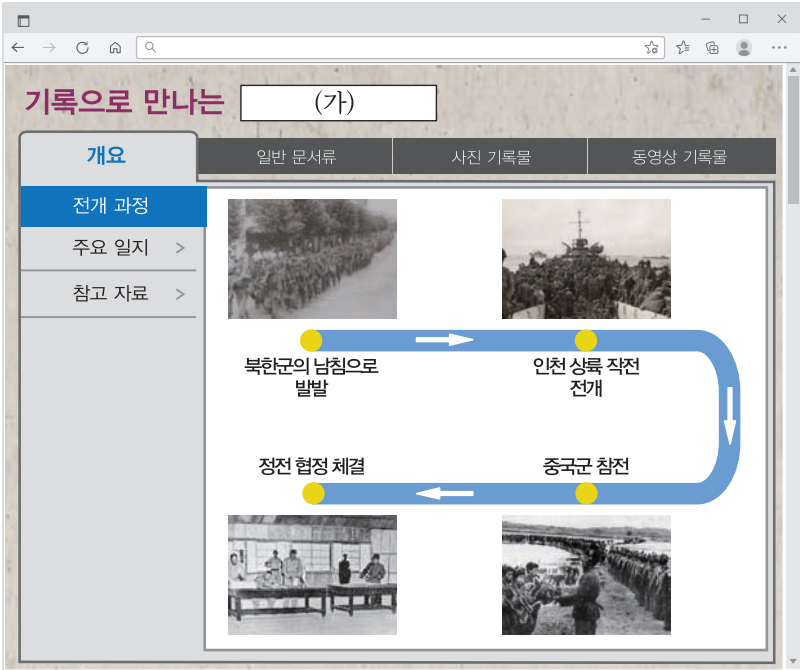 기록으로 만나는 (가)
개요
일반 문서류
사진 기록물
동영상 기록물
전개 과정
주요 일지
참고 자료
북한군의 남침으로
발발
인천 상륙 작전
전개
정전 협정 체결
중국군 참전